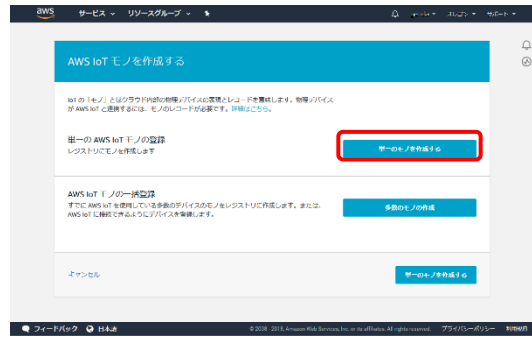 aws サービス リソースグループ サポート
AWS IoT モノを作成する
IoT の「モノ」とはクラウド内部の物理デバイスの表現とレコードを意味します。物理デバイス
が AWS IoT と連携するには、モノのレコードが必要です。詳細はこちら。
単一の AWS IoT モノの登録
レジストリにモノを作成します
単一のモノを作成する
AWS IoT モノの一括登録
すでに AWS IoT を使用している多数のデバイスのモノをレジストリに作成します。または、
AWS IoT に接続できるようにデバイスを登録します。
多数のモノの作成
キャンセル
単一のモノを作成する
フィードバック 日本語 © 2008 - 2018, Amazon Web Services, Inc. or its affiliates. All rights reserved. プライバシーポリシー 利用規約